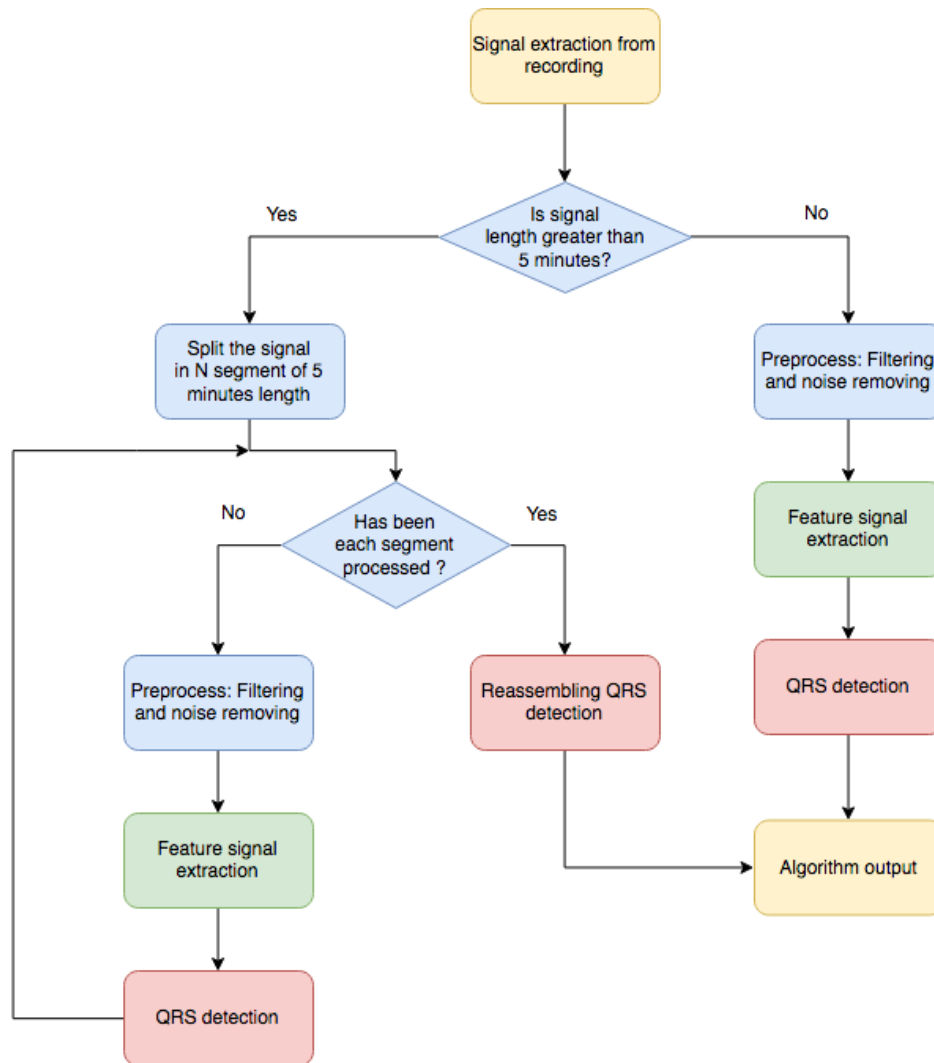 Signal extraction from
recording
Is signal
length greater than
5 minutes?
Yes
No
Split the signal
in N segment of 5
minutes length
Preprocess: Filtering
and noise removing
Feature signal
extraction
QRS detection
Has been
each segment
processed ?
No
Yes
Preprocess: Filtering
and noise removing
Reassembling QRS
detection
Feature signal
extraction
QRS detection
Algorithm output